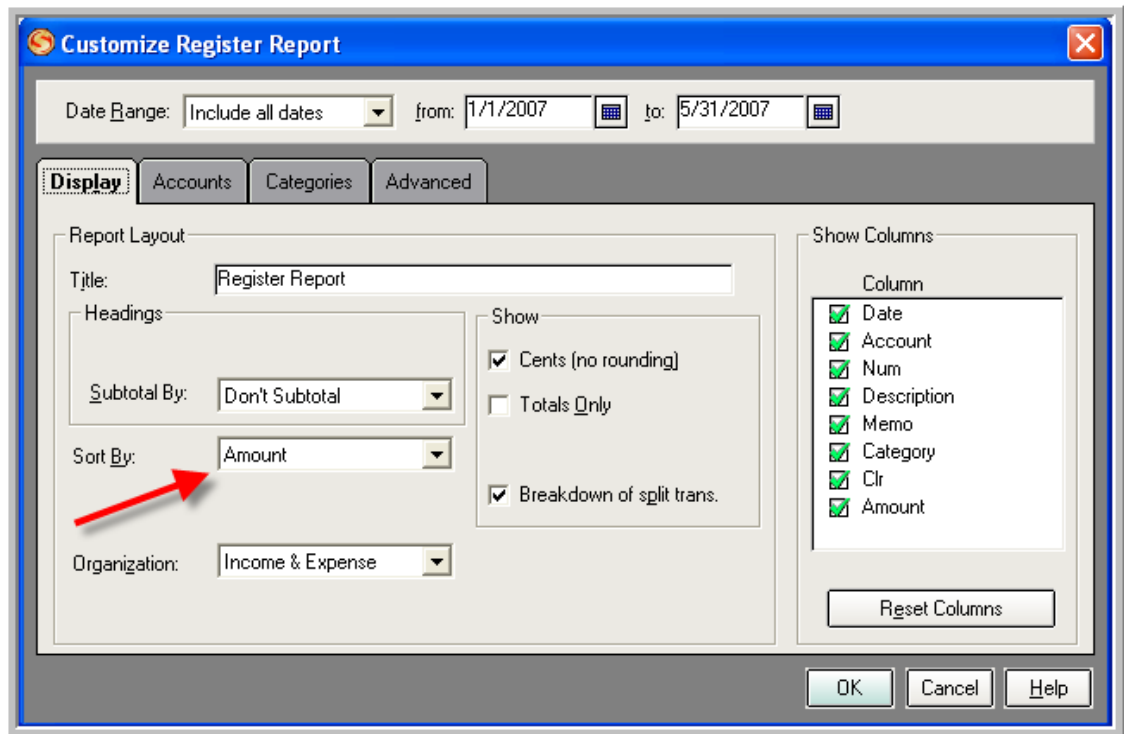 Customize Register Report
Date Range: Include all dates from: 1/1/2007 to: 5/31/2007
Display Accounts Categories Advanced
Report Layout
Title: Register Report
Headings
Subtotal By: Don't Subtotal
Sort By: Amount
Organization: Income & Expense
Show
Cents (no rounding)
Totals Only
Breakdown of split trans.
Show Columns
Column
Date
Account
Num
Description
Memo
Category
Clr
Amount
Reset Columns
OK Cancel Help